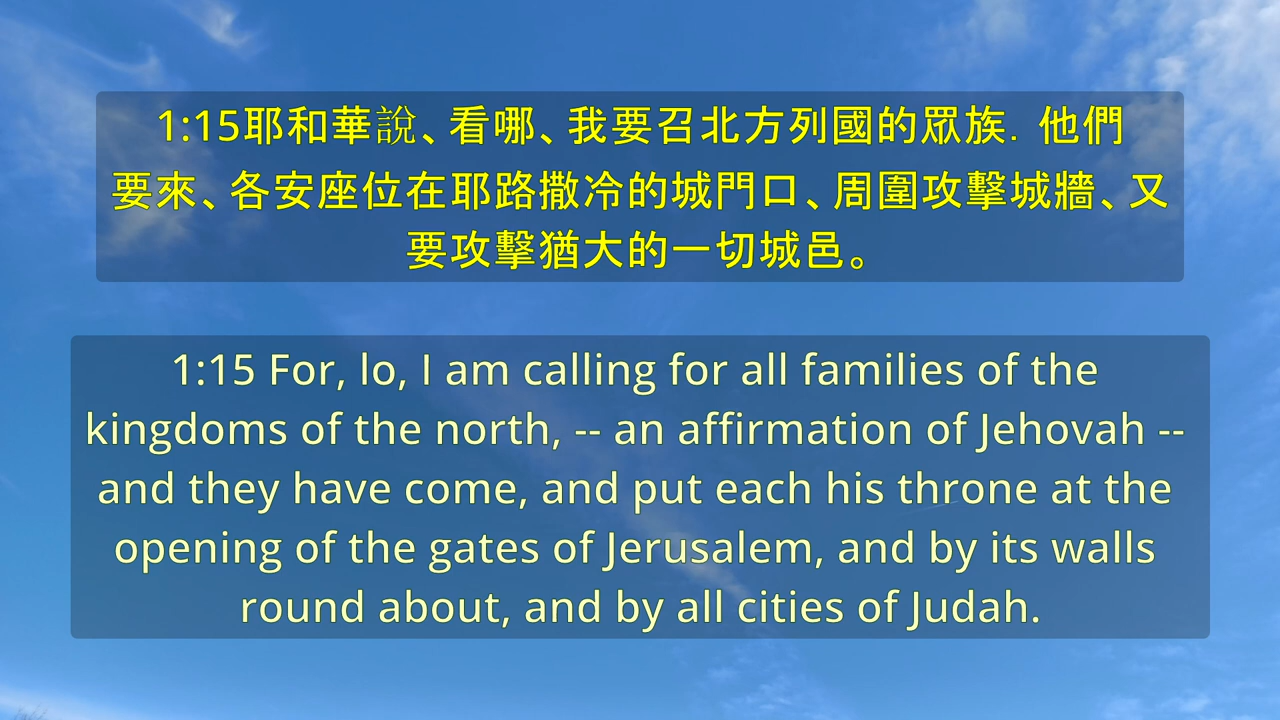 1:15耶和華說、看哪、我要召北方列國的眾族．他們
要來、各安座位在耶路撒冷的城門口、周圍攻擊城牆、又
要攻擊猶大的一切城邑。
1:15 For, lo, I am calling for all families of the
kingdoms of the north, -- an affirmation of Jehovah --
and they have come, and put each his throne at the
opening of the gates of Jerusalem, and by its walls
round about, and by all cities of Judah.